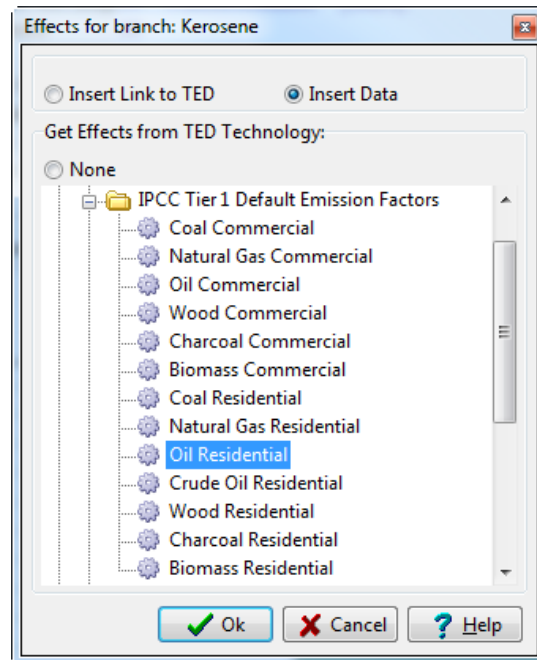 Effects for branch: Kerosene
Insert Link to TED Insert Data
Get Effects from TED Technology:
None
IPCC Tier 1 Default Emission Factors
Coal Commercial
Natural Gas Commercial
Oil Commercial
Wood Commercial
Charcoal Commercial
Biomass Commercial
Coal Residential
Natural Gas Residential
Oil Residential
Crude Oil Residential
Wood Residential
Charcoal Residential
Biomass Residential
Ok Cancel Help